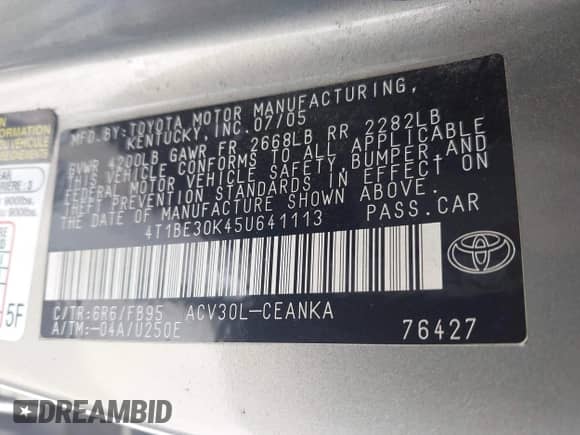 MFD.BY:TOYOTA MOTOR MANUFACTURING,
KENTUCKY,INC. 07/05
GVWR 4200LB GAWR FR 2668LB RR 2282LB
THIS VEHICLE CONFORMS TO ALL APPLICABLE
FEDERAL MOTOR VEHICLE SAFETY, BUMPER AND
THEFT PREVENTION STANDARDS IN EFFECT ON
THE DATE OF MANUFACTURE SHOWN ABOVE.
4T1BE30K45U641113 PASS.CAR
C/TR:6R6/FB95 ACV30L-CEANKA
A/TM:-04A/U250E 76427
5F
DREAMBID